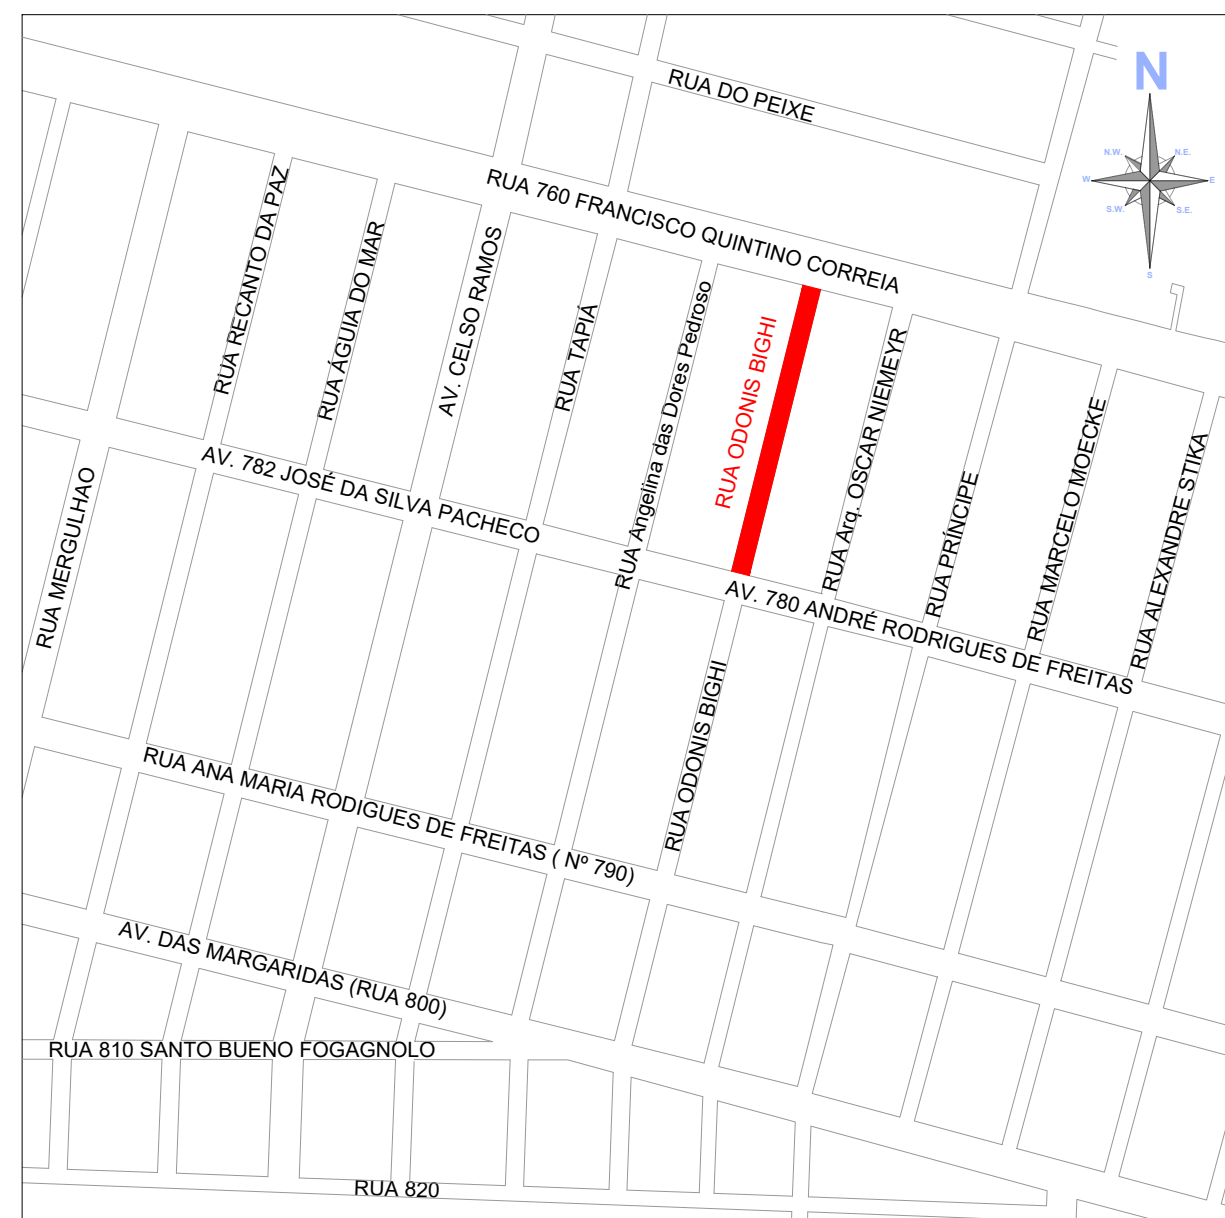 N
RUA DO PEIXE
N.W.
N.E.
W
E
S.W.
S.E.
S
RUA 760 FRANCISCO QUINTINO CORREIA
RUA RECANTO DA PAZ
RUA ÁGUIA DO MAR
AV. CELSO RAMOS
RUA TAPIÁ
RUA Angelina das Dores Pedroso
RUA ODONIS BIGHI
RUA Arq. OSCAR NIEMEYR
RUA PRÍNCIPE
RUA MARCELO MOECKE
RUA ALEXANDRE STIKA
AV. 782 JOSÉ DA SILVA PACHECO
RUA MERGULHAO
AV. 780 ANDRÉ RODRIGUES DE FREITAS
RUA ODONIS BIGHI
RUA ANA MARIA RODIGUES DE FREITAS ( Nº 790)
AV. DAS MARGARIDAS (RUA 800)
RUA 810 SANTO BUENO FOGAGNOLO
RUA 820